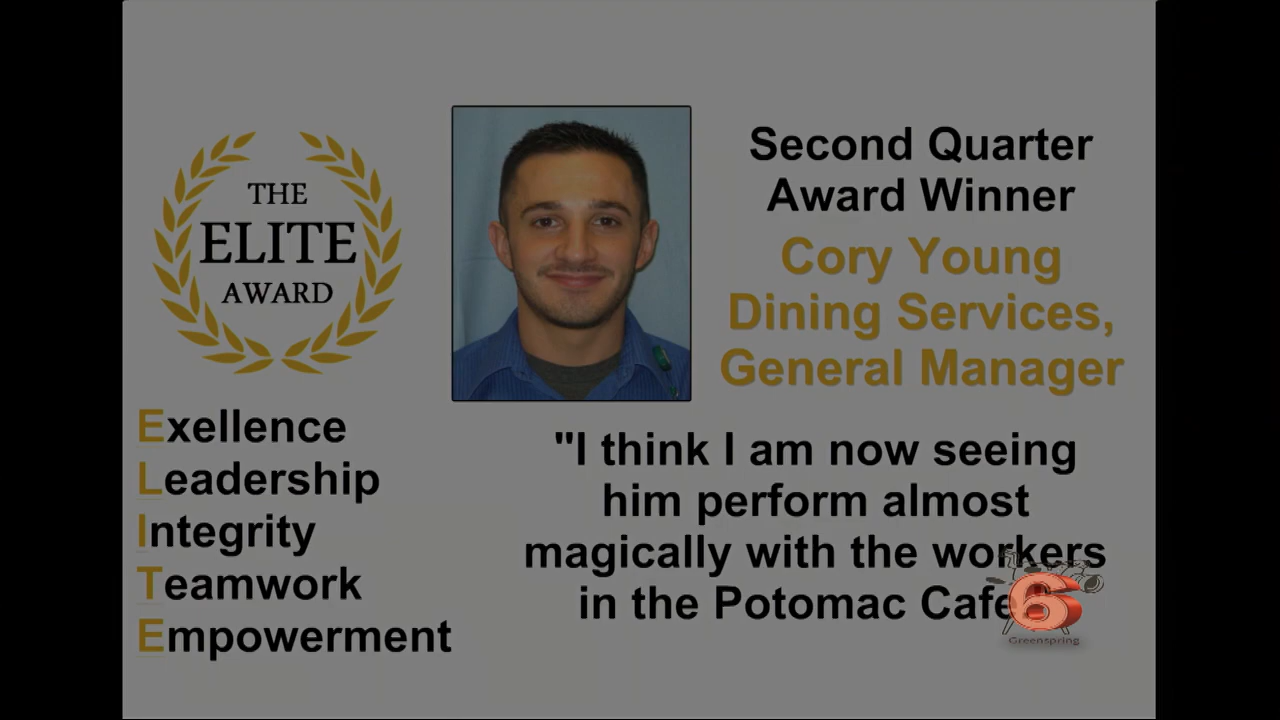 THE
ELITE
AWARD
Second Quarter
Award Winner
Cory Young
Dining Services,
General Manager
Exellence
Leadership
Integrity
Teamwork
Empowerment
"I think I am now seeing
him perform almost
magically with the workers
in the Potomac Cafe
6
Greenspring